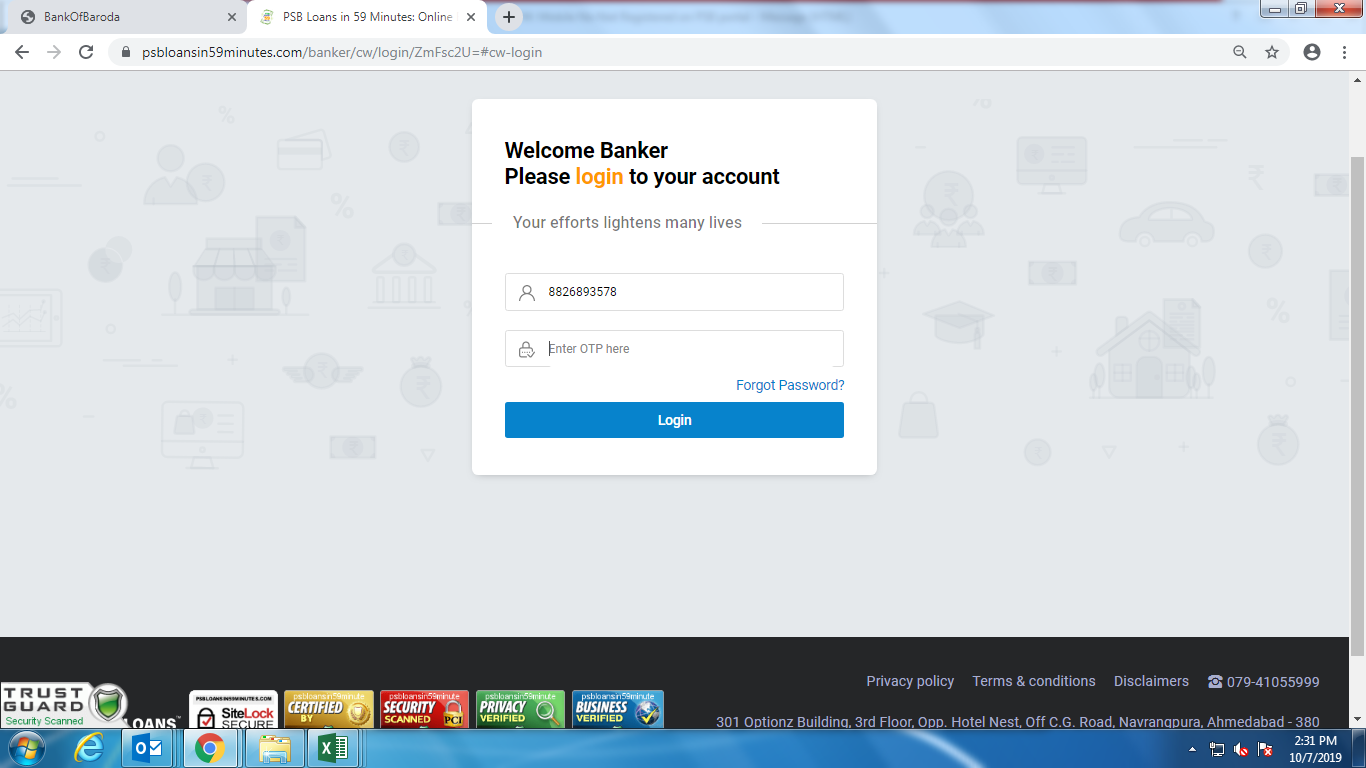 BankOfBaroda
PSB Loans in 59 Minutes: Online
psbloansin59minutes.com/banker/cw/login/ZmFsc2U=#cw-login
Welcome Banker
Please login to your account
Your efforts lightens many lives
8826893578
Enter OTP here
Forgot Password?
Login
Privacy policy
Terms & conditions
Disclaimers
079-41055999
301 Optionz Building, 3rd Floor, Opp. Hotel Nest, Off C.G. Road, Navrangpura, Ahmedabad - 380
TRUST
GUARD
Security Scanned
LOANS
PSBLOANSIN59MINUTES.COM
SiteLock
SECURE
psbloansin59minute
CERTIFIED
BY
psbloansin59minute
SECURITY
SCANNED
PCI
psbloansin59minute
PRIVACY
VERIFIED
psbloansin59minute
BUSINESS
VERIFIED
2:31 PM
10/7/2019